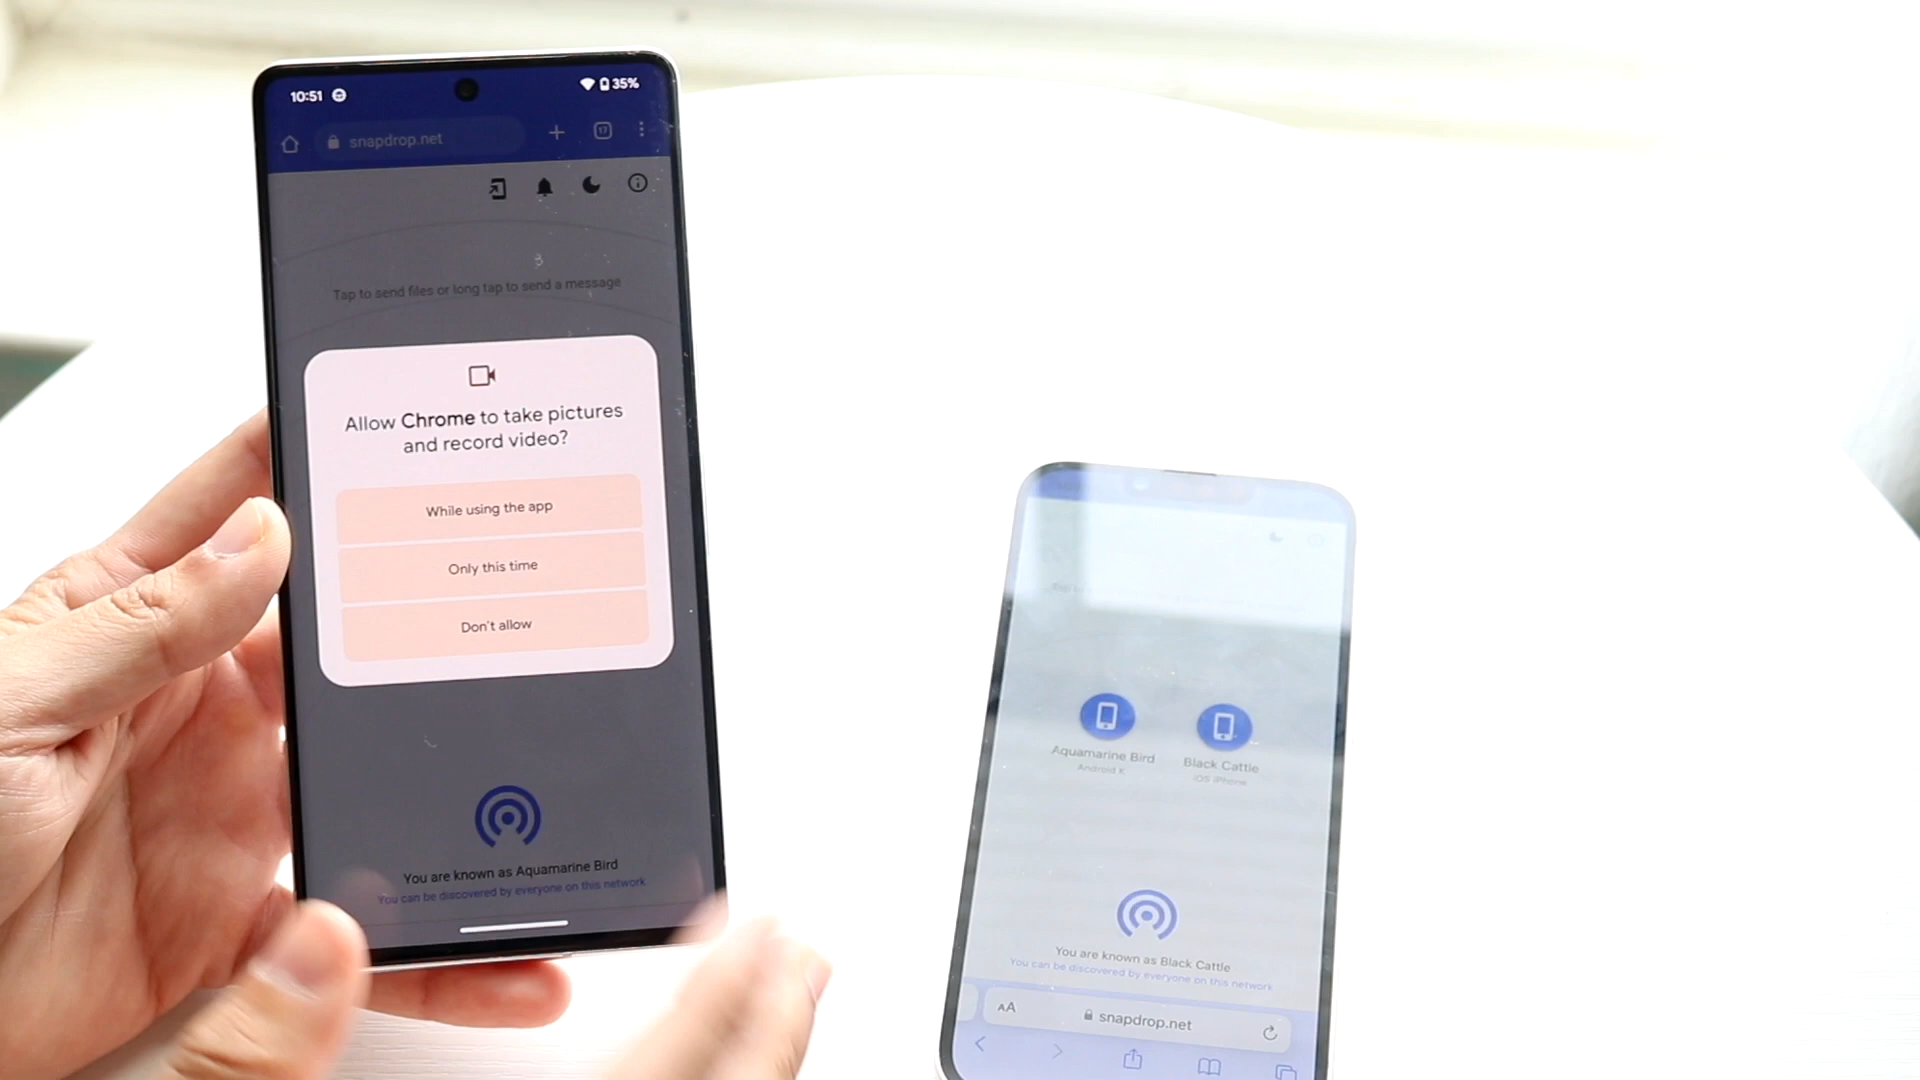 10:51
35%
snapdrop.net
17
Tap to send files or long tap to send a message
Allow Chrome to take pictures
and record video?
While using the app
Only this time
Don't allow
You are known as Aquamarine Bird
You can be discovered by everyone on this network
Aquamarine Bird
Android K
Black Cattle
iOS iPhone
You are known as Black Cattle
You can be discovered by everyone on this network
AA
snapdrop.net